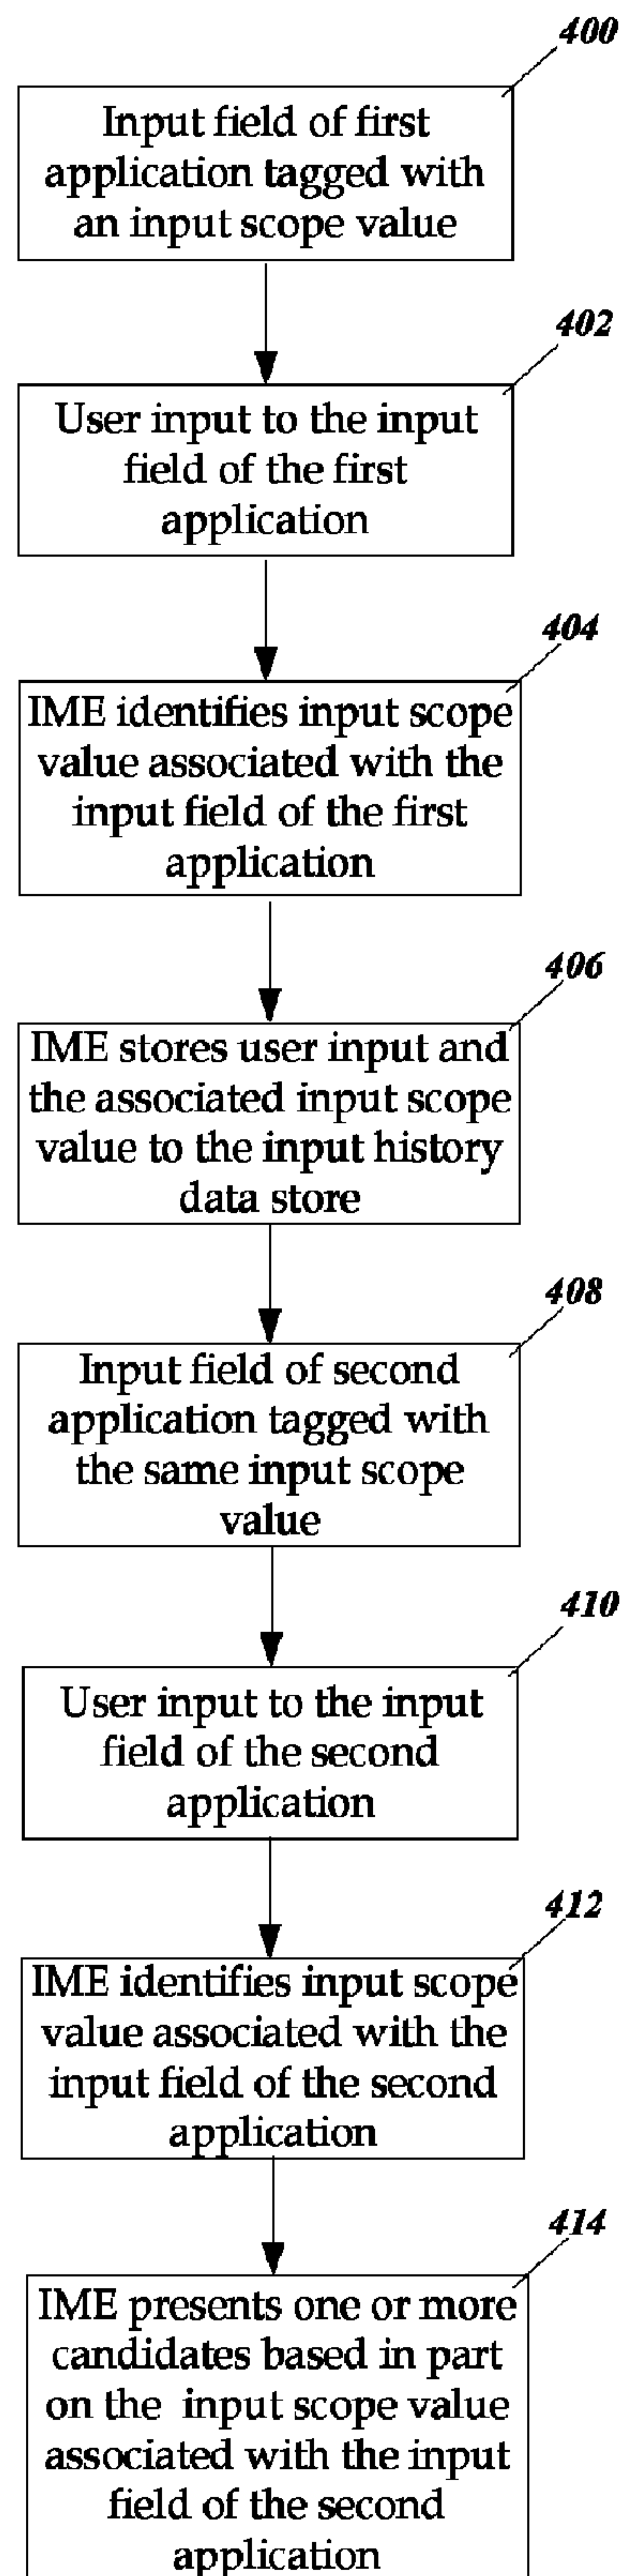 400
Input field of first
application tagged with
an input scope value
402
User input to the input
field of the first
application
404
IME identifies input scope
value associated with the
input field of the first
application
406
IME stores user input and
the associated input scope
value to the input history
data store
408
Input field of second
application tagged with
the same input scope
value
410
User input to the input
field of the second
application
412
IME identifies input scope
value associated with the
input field of the second
application
414
IME presents one or more
candidates based in part
on the input scope value
associated with the input
field of the second
application